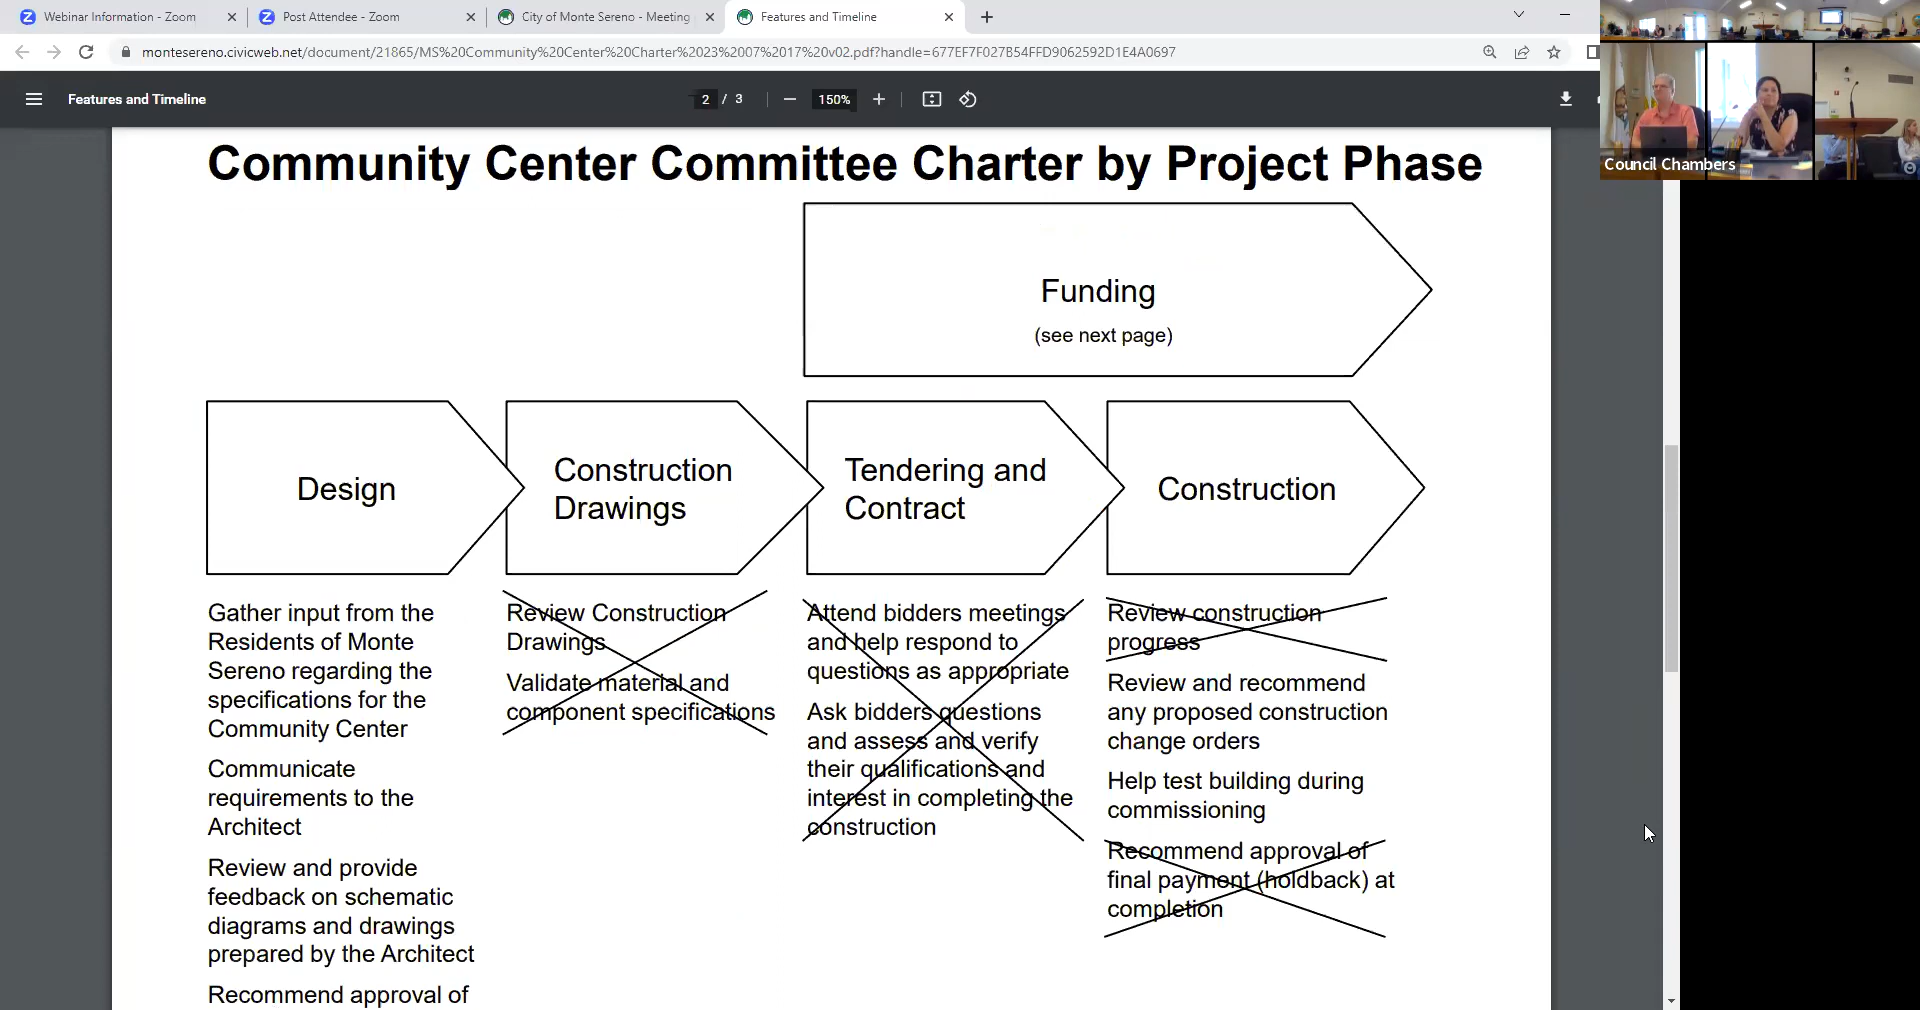 Webinar Information - Zoom
Post Attendee - Zoom
City of Monte Sereno - Meeting
Features and Timeline
montesereno.civicweb.net/document/21865/MS%20Community%20Center%20Charter%2023%2007%2017%20v02.pdf?handle=677EF7F027B54FFD9062592D1E4A0697
Features and Timeline
2 / 3
150%
Council Chambers
Community Center Committee Charter by Project Phase
Funding
(see next page)
Design
Construction
Drawings
Tendering and
Contract
Construction
Gather input from the
Residents of Monte
Sereno regarding the
specifications for the
Community Center
Communicate
requirements to the
Architect
Review and provide
feedback on schematic
diagrams and drawings
prepared by the Architect
Recommend approval of
Review Construction
Drawings
Validate material and
component specifications
Attend bidders meetings
and help respond to
questions as appropriate
Ask bidders questions
and assess and verify
their qualifications and
interest in completing the
construction
Review construction
progress
Review and recommend
any proposed construction
change orders
Help test building during
commissioning
Recommend approval of
final payment (holdback) at
completion